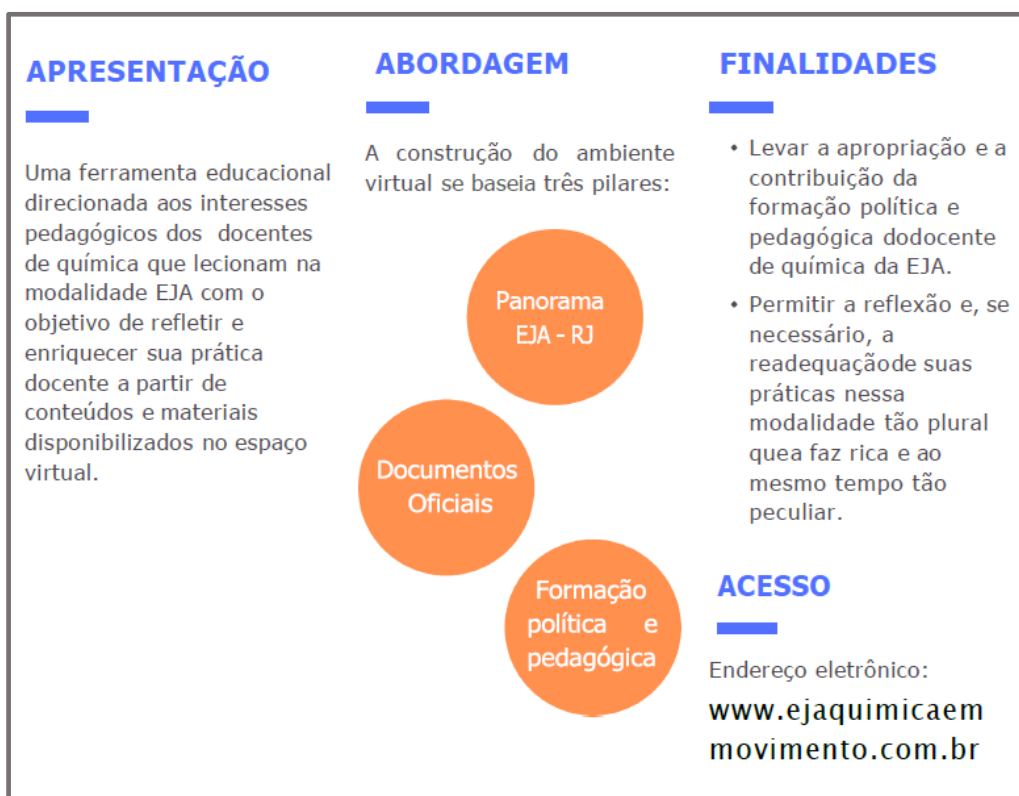 APRESENTAÇÃO
Uma ferramenta educacional
direcionada aos interesses
pedagógicos dos docentes
de química que lecionam na
modalidade EJA com o
objetivo de refletir e
enriquecer sua prática
docente a partir de
conteúdos e materiais
disponibilizados no espaço
virtual.
ABORDAGEM
A construção do ambiente
virtual se baseia três pilares:
Panorama
EJA - RJ
Documentos
Oficiais
Formação
política e
pedagógica
FINALIDADES
• Levar a apropriação e a
contribuição da
formação política e
pedagógica dodocente
de química da EJA.
• Permitir a reflexão e, se
necessário, a
readequaçãode suas
práticas nessa
modalidade tão plural
quea faz rica e ao
mesmo tempo tão
peculiar.
ACESSO
Endereço eletrônico:
www.ejaquimicaem
movimento.com.br